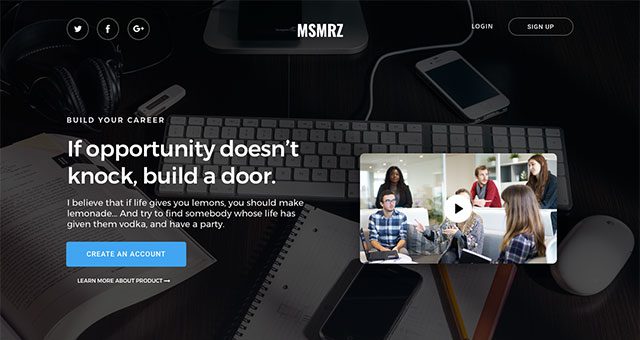 MSMRZ
LOGIN
SIGN UP
BUILD YOUR CAREER
If opportunity doesn't
knock, build a door.
I believe that if life gives you lemons, you should make
lemonade... And try to find somebody whose life has
given them vodka, and have a party.
CREATE AN ACCOUNT
LEARN MORE ABOUT PRODUCT